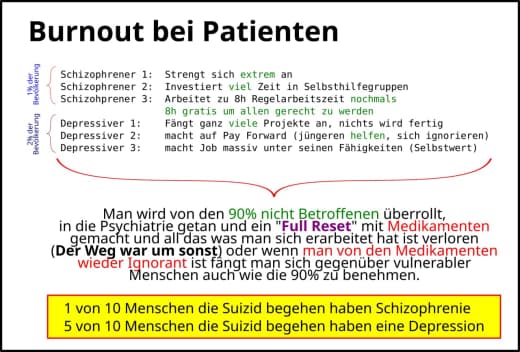 Burnout bei Patienten
1% der
Bevölkerung
Schizophrener 1: Strengt sich extrem an
Schizophrener 2: Investiert viel Zeit in Selbsthilfegruppen
Schizohprener 3: Arbeitet zu 8h Regelarbeitszeit nochmals
8h gratis um allen gerecht zu werden
2% der
Bevölkerung
Depressiver 1: Fängt ganz viele Projekte an, nichts wird fertig
Depressiver 2: macht auf Pay Forward (jüngeren helfen, sich ignorieren)
Depressiver 3: macht Job massiv unter seinen Fähigkeiten (Selbstwert)
Man wird von den 90% nicht Betroffenen überrollt,
in die Psychiatrie getan und ein "Full Reset" mit Medikamenten
gemacht und all das was man sich erarbeitet hat ist verloren
(Der Weg war um sonst) oder wenn man von den Medikamenten
wieder Ignorant ist fängt man sich gegenüber vulnerabler
Menschen auch wie die 90% zu benehmen.
1 von 10 Menschen die Suizid begehen haben Schizophrenie
5 von 10 Menschen die Suizid begehen haben eine Depression